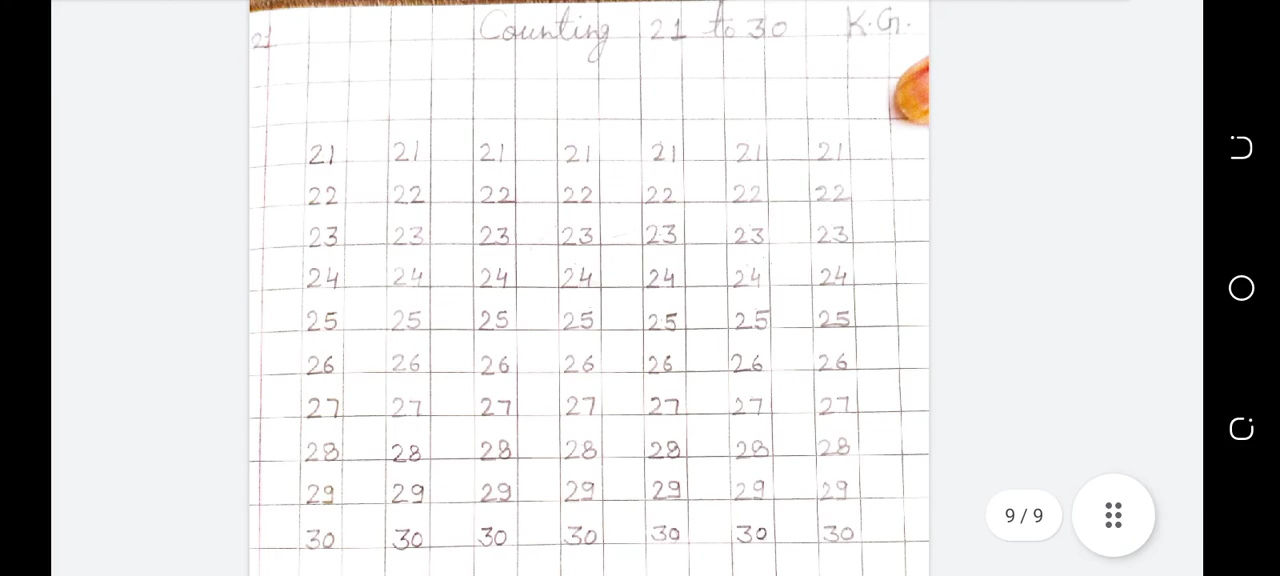 Counting 21 to 30 K.G.
21
21 21 21 21 21 21 21
22 22 22 22 22 22 22
23 23 23 23 23 23 23
24 24 24 24 24 24 24
25 25 25 25 25 25 25
26 26 26 26 26 26 26
27 27 27 27 27 27 27
28 28 28 28 28 28 28
29 29 29 29 29 29 29
30 30 30 30 30 30 30
9 / 9